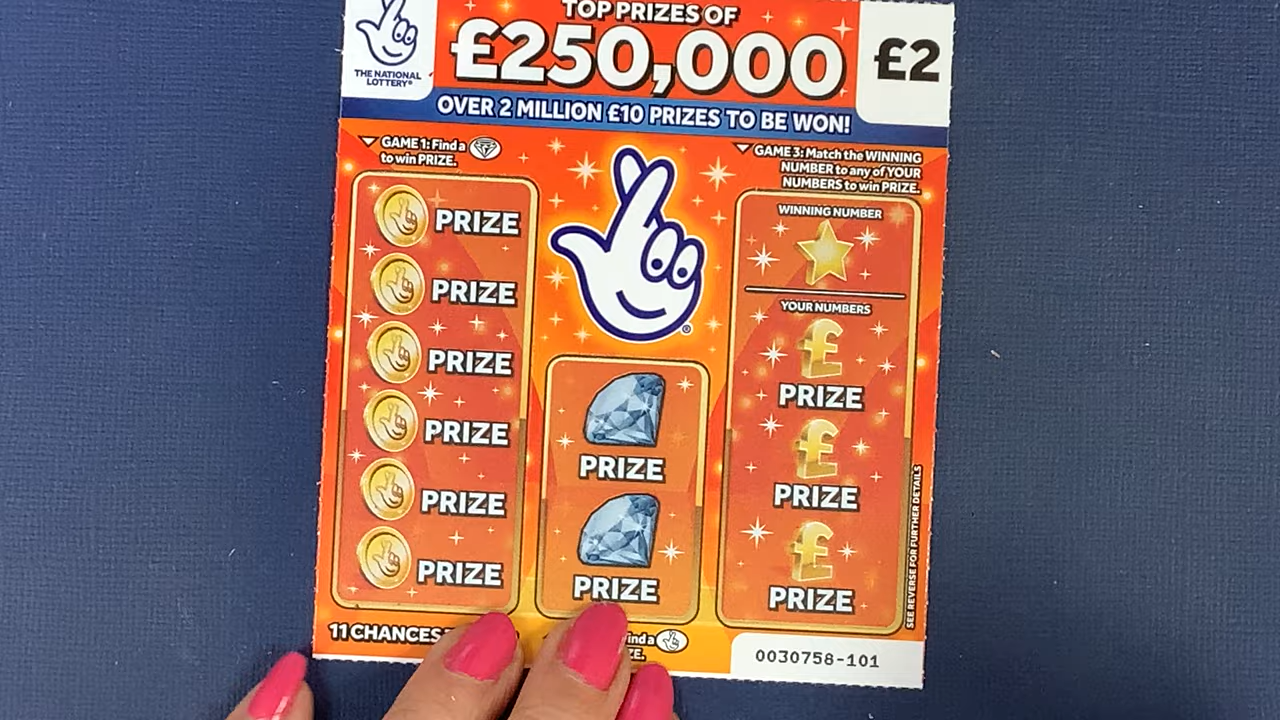 TOP PRIZES OF
£250,000
£2
THE NATIONAL
LOTTERY®
OVER 2 MILLION £10 PRIZES TO BE WON!
GAME 1: Find a
to win PRIZE.
PRIZE
PRIZE
PRIZE
PRIZE
PRIZE
PRIZE
®
PRIZE
PRIZE
GAME 3: Match the WINNING
NUMBER to any of YOUR
NUMBERS to win PRIZE.
WINNING NUMBER
YOUR NUMBERS
£
PRIZE
£
PRIZE
£
PRIZE
SEE REVERSE FOR FURTHER DETAILS
11 CHANCES
0030758-101